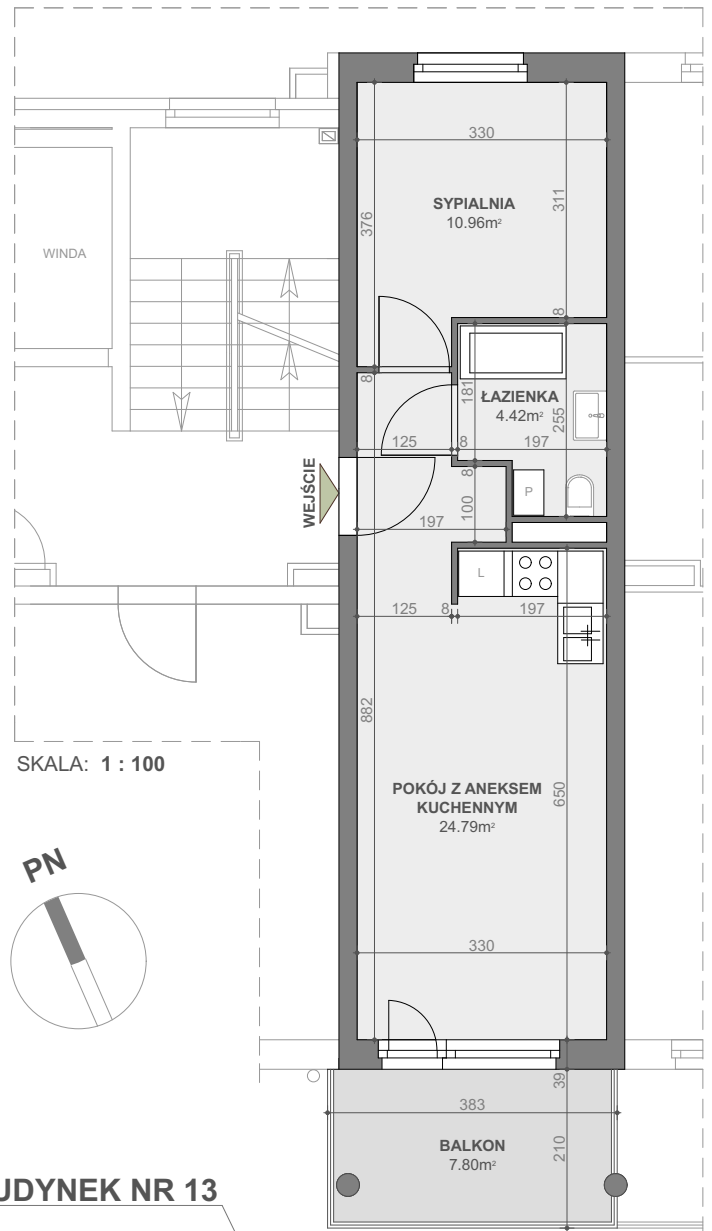 330
376
311
SYPIALNIA
10.96m²
WINDA
8
8
181
ŁAZIENKA
4.42m²
255
125
8
197
WEJŚCIE
8
P
100
197
L
125
8
197
882
SKALA: 1 : 100
POKÓJ Z ANEKSEM
KUCHENNYM
24.79m²
650
PN
330
39
383
BALKON
7.80m²
210
UDYNEK NR 13